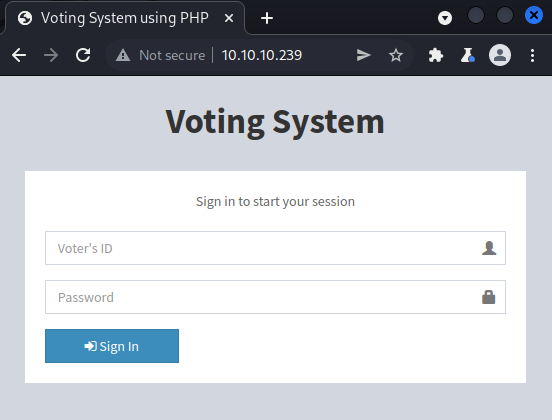 Voting System using PHP
Not secure 10.10.10.239
Voting System
Sign in to start your session
Voter's ID
Password
Sign In